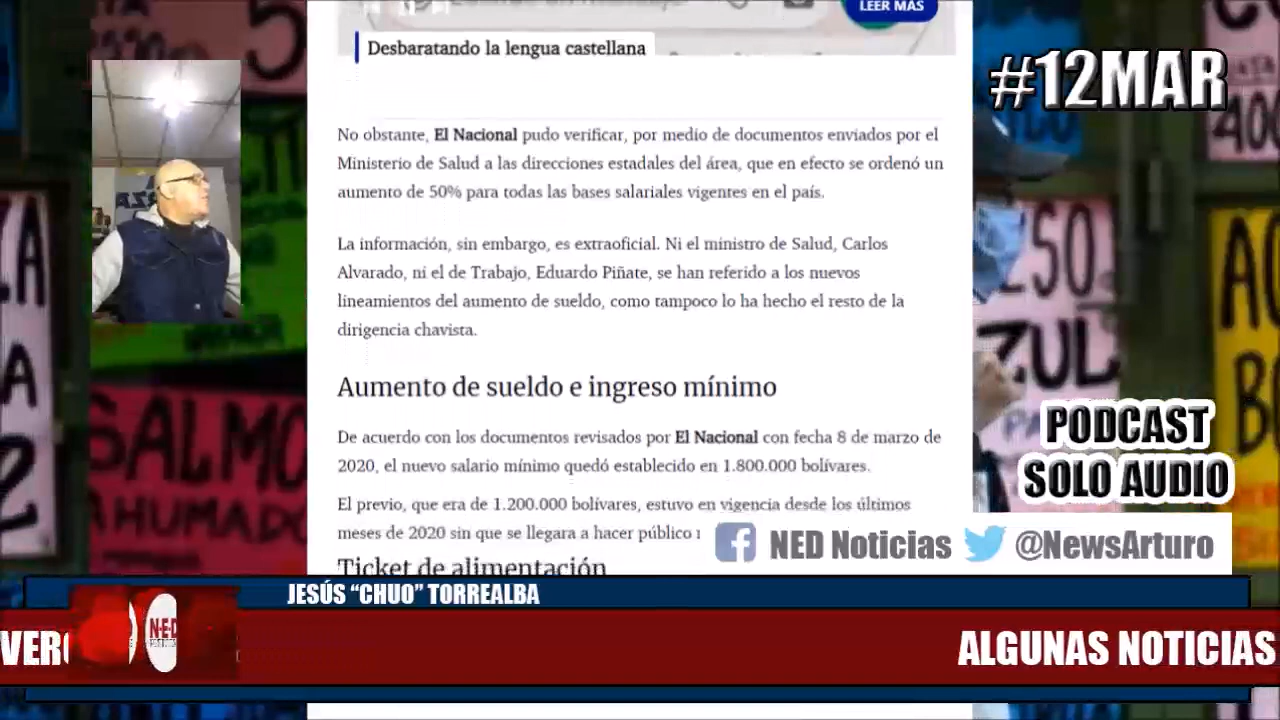 LEER MÁS
Desbaratando la lengua castellana
#12MAR
No obstante, El Nacional pudo verificar, por medio de documentos enviados por el
Ministerio de Salud a las direcciones estadales del área, que en efecto se ordenó un
aumento de 50% para todas las bases salariales vigentes en el país.
La información, sin embargo, es extraoficial. Ni el ministro de Salud, Carlos
Alvarado, ni el de Trabajo, Eduardo Piñate, se han referido a los nuevos
lineamientos del aumento de sueldo, como tampoco lo ha hecho el resto de la
dirigencia chavista.
Aumento de sueldo e ingreso mínimo
De acuerdo con los documentos revisados por El Nacional con fecha 8 de marzo de
2020, el nuevo salario mínimo quedó establecido en 1.800.000 bolívares.
El previo, que era de 1.200.000 bolívares, estuvo en vigencia desde los últimos
meses de 2020 sin que se llegara a hacer público
Ticket de alimentación
PODCAST
SOLO AUDIO
NED Noticias @NewsArturo
JESÚS “CHUO” TORREALBA
NED
ALGUNAS NOTICIAS
SALMO
AHUMADO